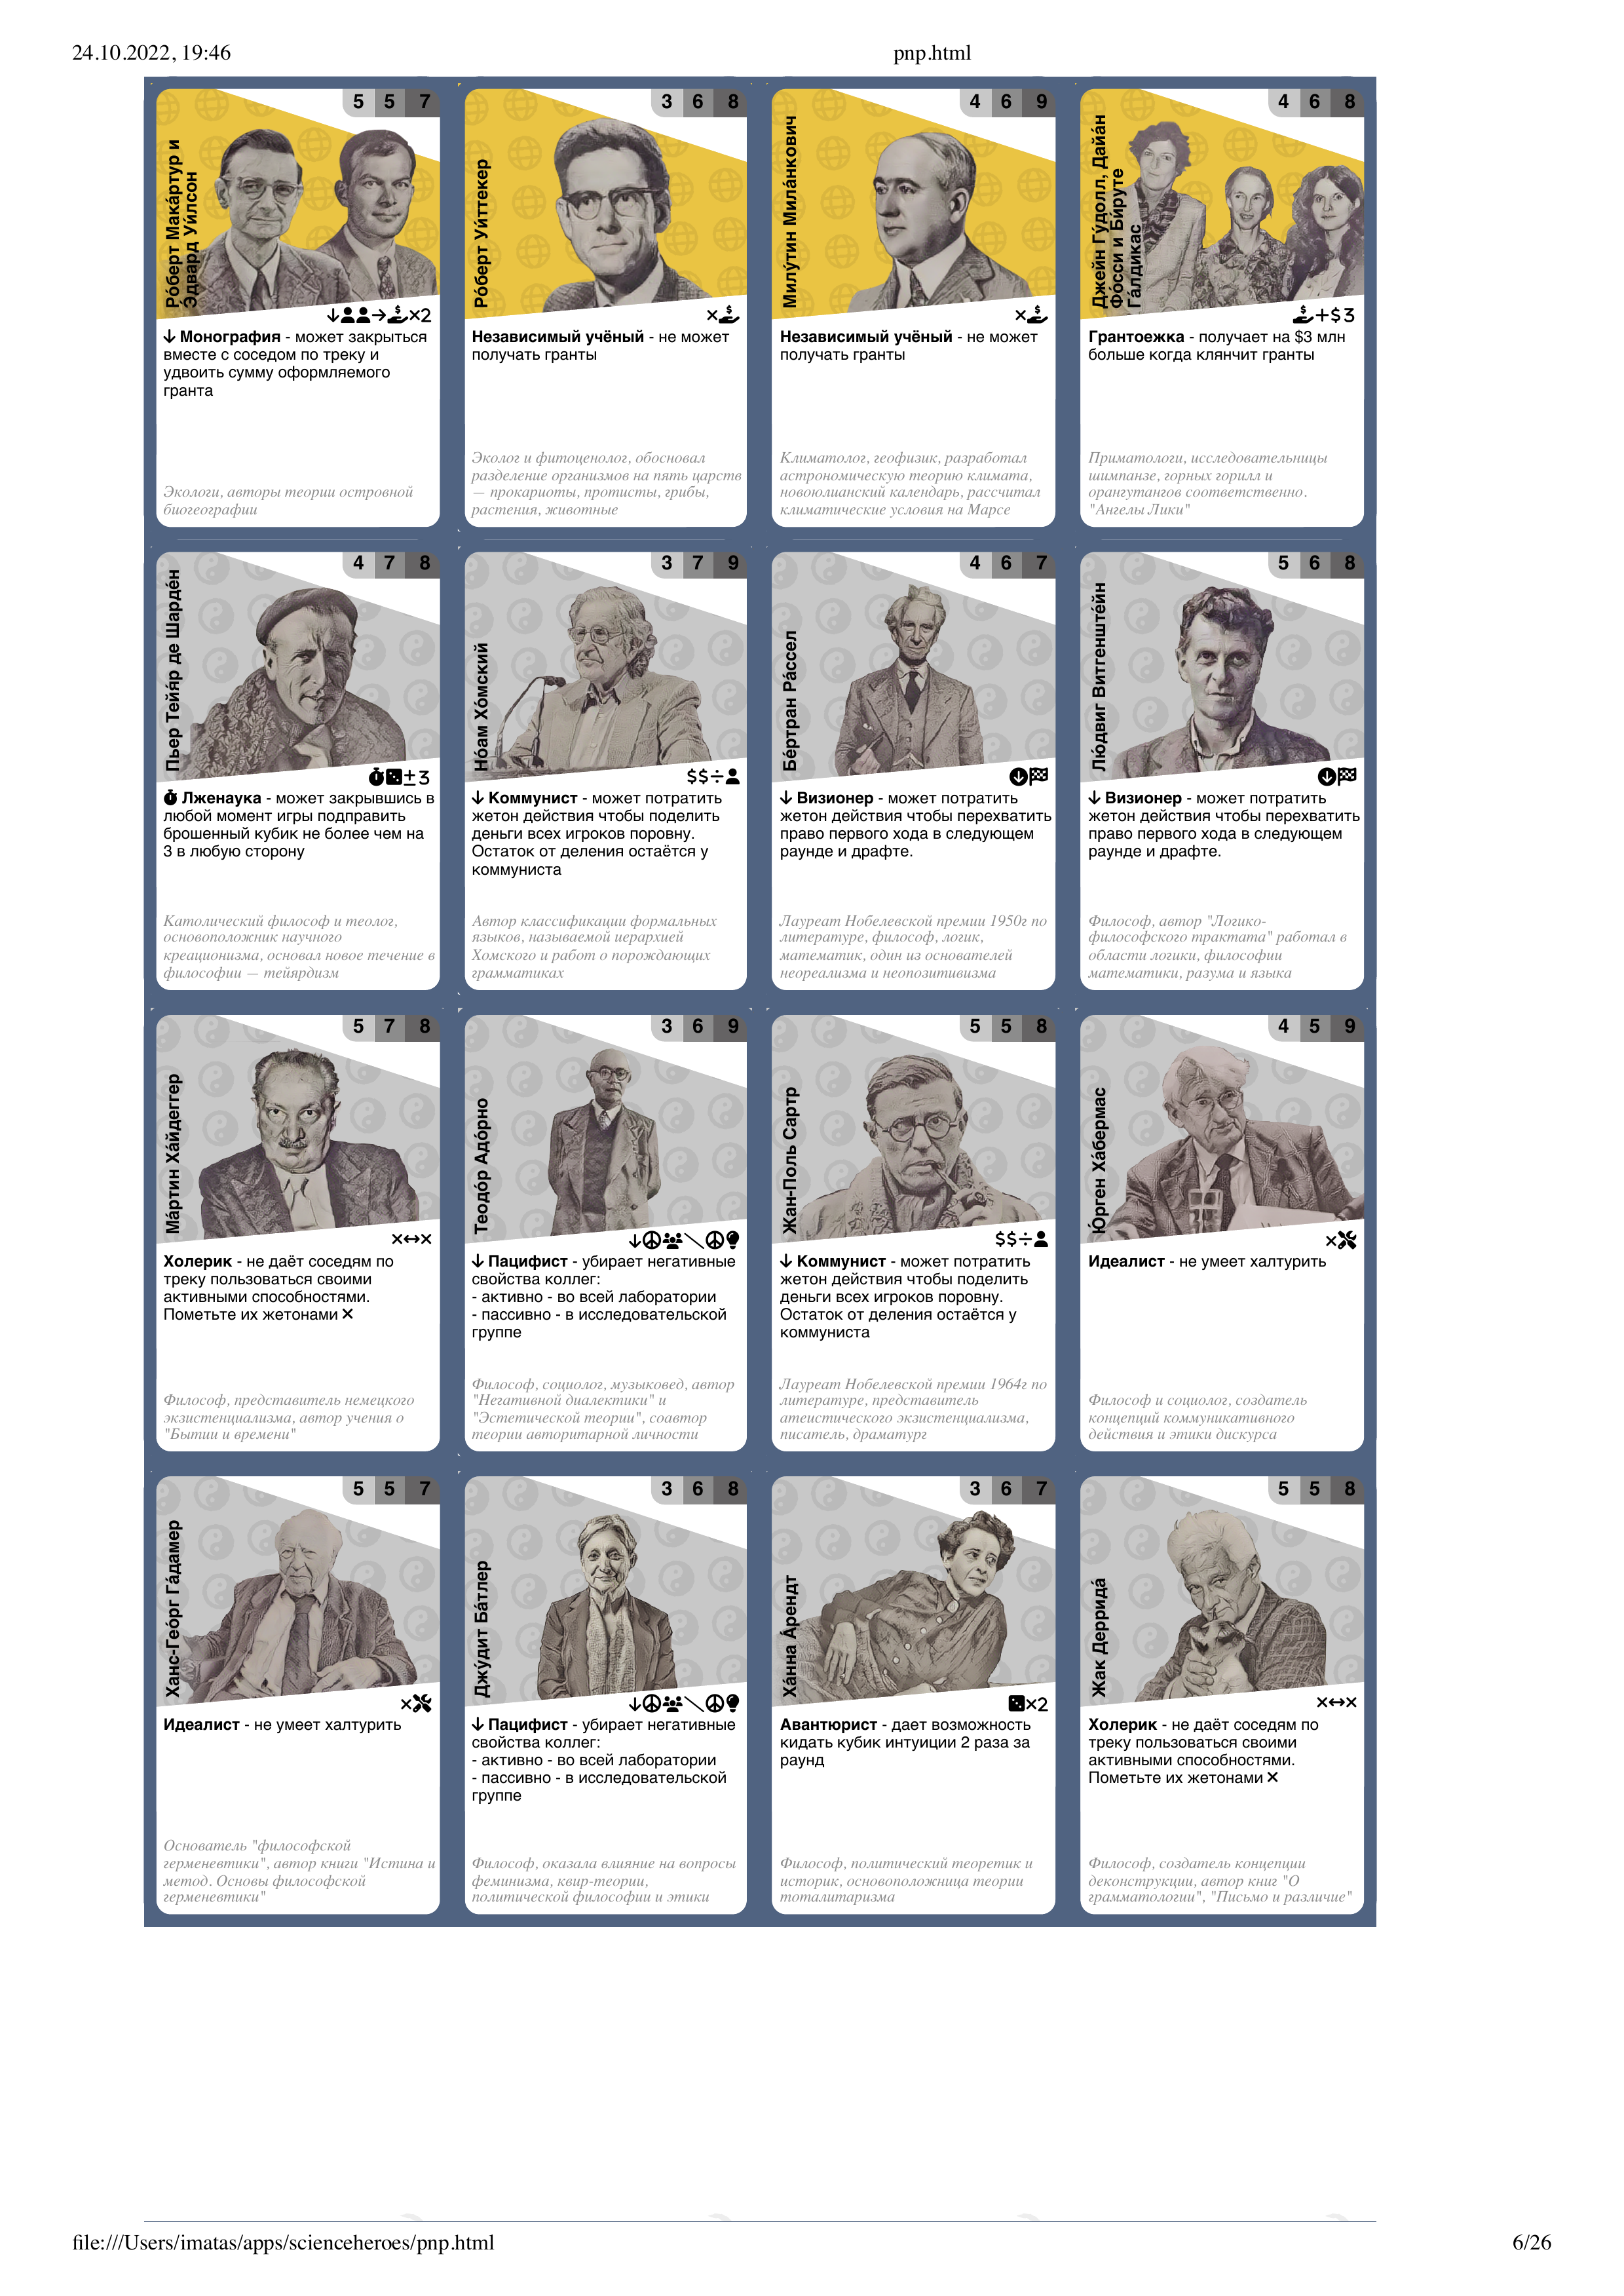 24.10.2022, 19:46
pnp.html
5 5 7
Ро́берт Мака́ртур и
Э́двард Уи́лсон
↓ Монография - может закрыться
вместе с соседом по треку и
удвоить сумму оформляемого
гранта
Экологи, авторы теории островной
биогеографии
3 6 8
Ро́берт Уи́ттекер
Независимый учёный - не может
получать гранты
Эколог и фитоценолог, обосновал
разделение организмов на пять царств
— прокариоты, протисты, грибы,
растения, животные
4 6 9
Милу́тин Мила́нкович
Независимый учёный - не может
получать гранты
Климатолог, геофизик, разработал
астрономическую теорию климата,
новоюлианский календарь, рассчитал
климатические условия на Марсе
4 6 8
Джейн Гу́долл, Дайа́н
Фо́сси и Би́руте
Га́лдикас
+$3
Грантоежка - получает на $3 млн
больше когда клянчит гранты
Приматологи, исследовательницы
шимпанзе, горных горилл и
орангутангов соответственно.
"Ангелы Лики"
4 7 8
Пьер Тейя́р де Шарде́н
±3
Лженаука - может закрывшись в
любой момент игры подправить
брошенный кубик не более чем на
3 в любую сторону
Католический философ и теолог,
основоположник научного
креационизма, основал новое течение в
философии — тейярдизм
3 7 9
Но́ам Хо́мский
$$÷
↓ Коммунист - может потратить
жетон действия чтобы поделить
деньги всех игроков поровну.
Остаток от деления остаётся у
коммуниста
Автор классификации формальных
языков, называемой иерархией
Хомского и работ о порождающих
грамматиках
4 6 7
Бе́ртран Ра́ссел
↓ Визионер - может потратить
жетон действия чтобы перехватить
право первого хода в следующем
раунде и драфте.
Лауреат Нобелевской премии 1950г по
литературе, философ, логик,
математик, один из основателей
неореализма и неопозитивизма
5 6 8
Лю́двиг Витгенште́йн
↓ Визионер - может потратить
жетон действия чтобы перехватить
право первого хода в следующем
раунде и драфте.
Философ, автор "Логико-
философского трактата" работал в
области логики, философии
математики, разума и языка
5 7 8
Ма́ртин Ха́йдеггер
×↔×
Холерик - не даёт соседям по
треку пользоваться своими
активными способностями.
Пометьте их жетонами ×
Философ, представитель немецкого
экзистенциализма, автор учения о
"Бытии и времени"
3 6 9
Теодо́р Адо́рно
↓ Пацифист - убирает негативные
свойства коллег:
- активно - во всей лаборатории
- пассивно - в исследовательской
группе
Философ, социолог, музыковед, автор
"Негативной диалектики" и
"Эстетической теории", соавтор
теории авторитарной личности
5 5 8
Жан-Поль Сартр
$$÷
↓ Коммунист - может потратить
жетон действия чтобы поделить
деньги всех игроков поровну.
Остаток от деления остаётся у
коммуниста
Лауреат Нобелевской премии 1964г по
литературе, представитель
атеистического экзистенциализма,
писатель, драматург
4 5 9
Ю́рген Ха́бермас
Идеалист - не умеет халтурить
Философ и социолог, создатель
концепций коммуникативного
действия и этики дискурса
5 5 7
Ханс-Гео́рг Га́дамер
Идеалист - не умеет халтурить
Основатель "философской
герменевтики", автор книги "Истина и
метод. Основы философской
герменевтики"
3 6 8
Джу́дит Ба́тлер
↓ Пацифист - убирает негативные
свойства коллег:
- активно - во всей лаборатории
- пассивно - в исследовательской
группе
Философ, оказала влияние на вопросы
феминизма, квир-теории,
политической философии и этики
3 6 7
Ха́нна А́рендт
×2
Авантюрист - дает возможность
кидать кубик интуиции 2 раза за
раунд
Философ, политический теоретик и
историк, основоположница теории
тоталитаризма
5 5 8
Жак Деррида́
×↔×
Холерик - не даёт соседям по
треку пользоваться своими
активными способностями.
Пометьте их жетонами ×
Философ, создатель концепции
деконструкции, автор книг "О
грамматологии", "Письмо и различие"
file:///Users/imatas/apps/scienceheroes/pnp.html
6/26